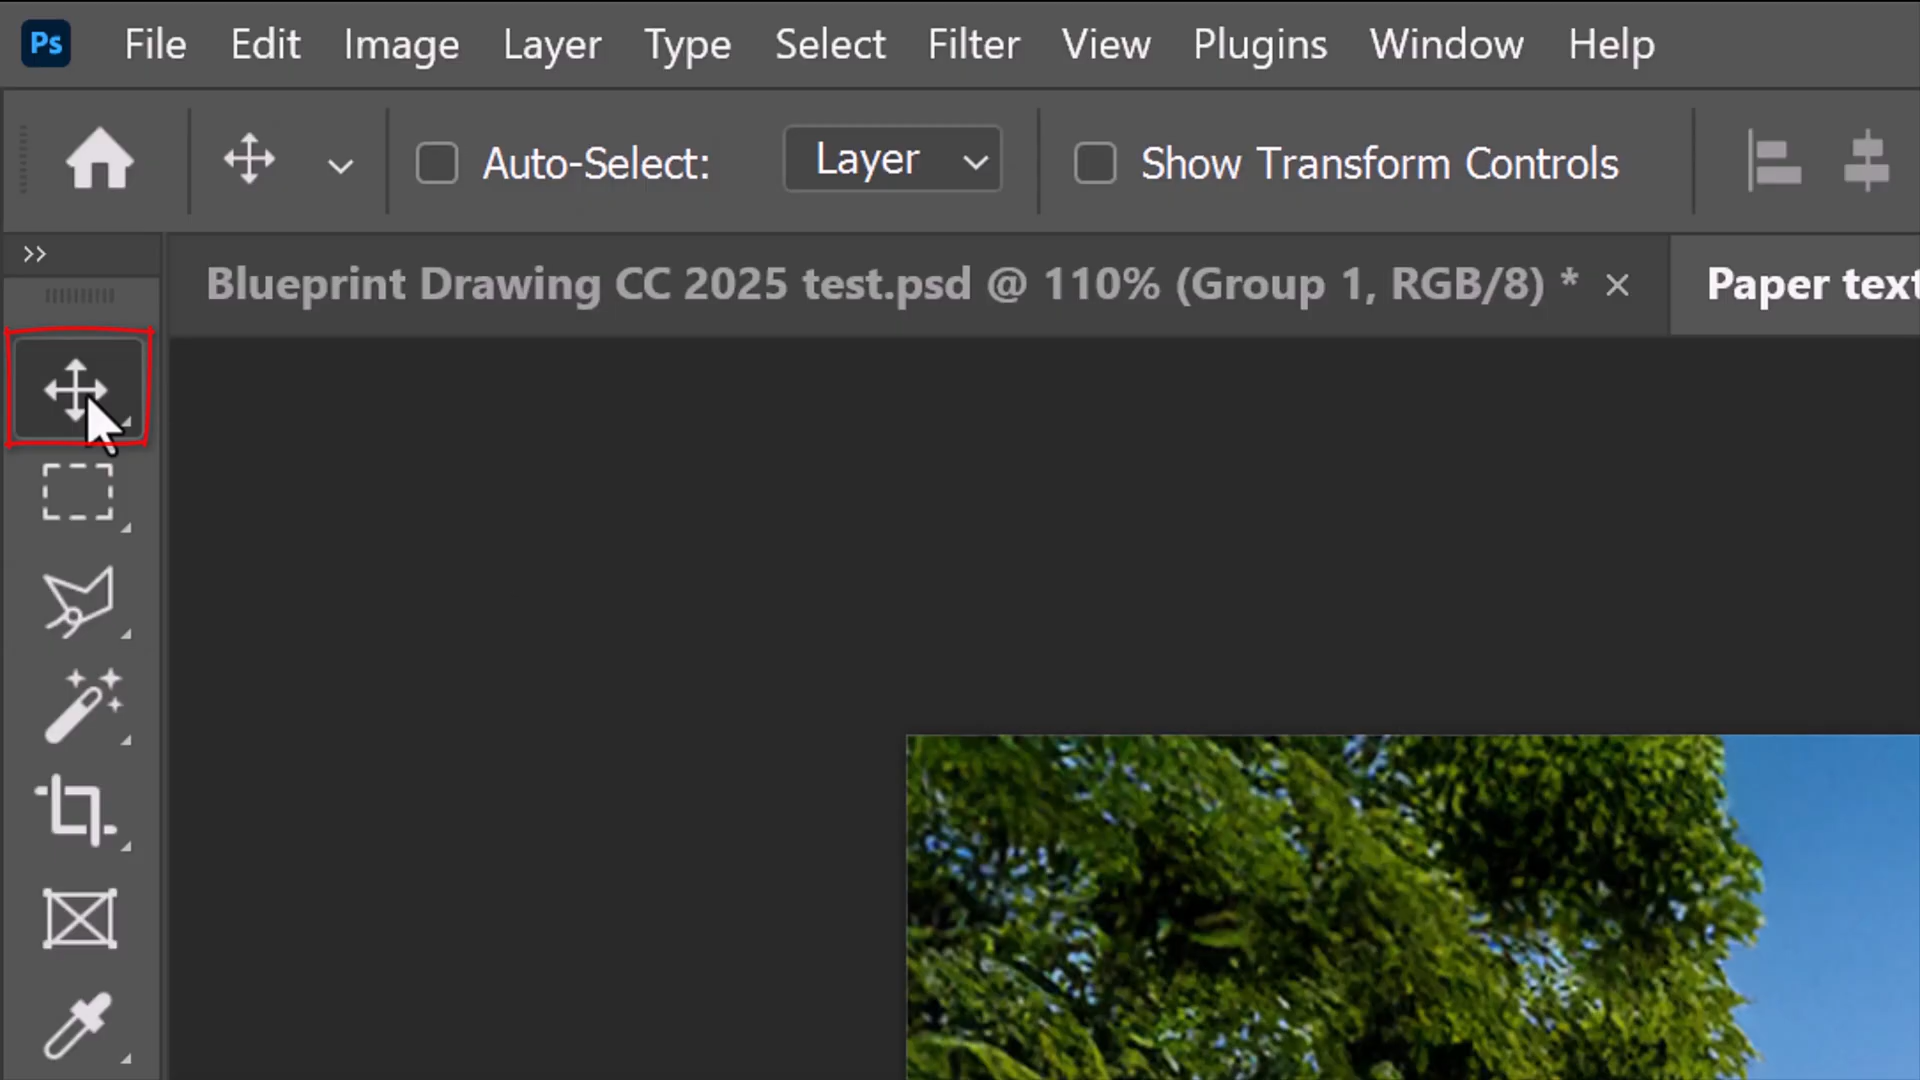 Ps File Edit Image Layer Type Select Filter View Plugins Window Help
Auto-Select: Layer Show Transform Controls
Blueprint Drawing CC 2025 test.psd @ 110% (Group 1, RGB/8) * × Paper text